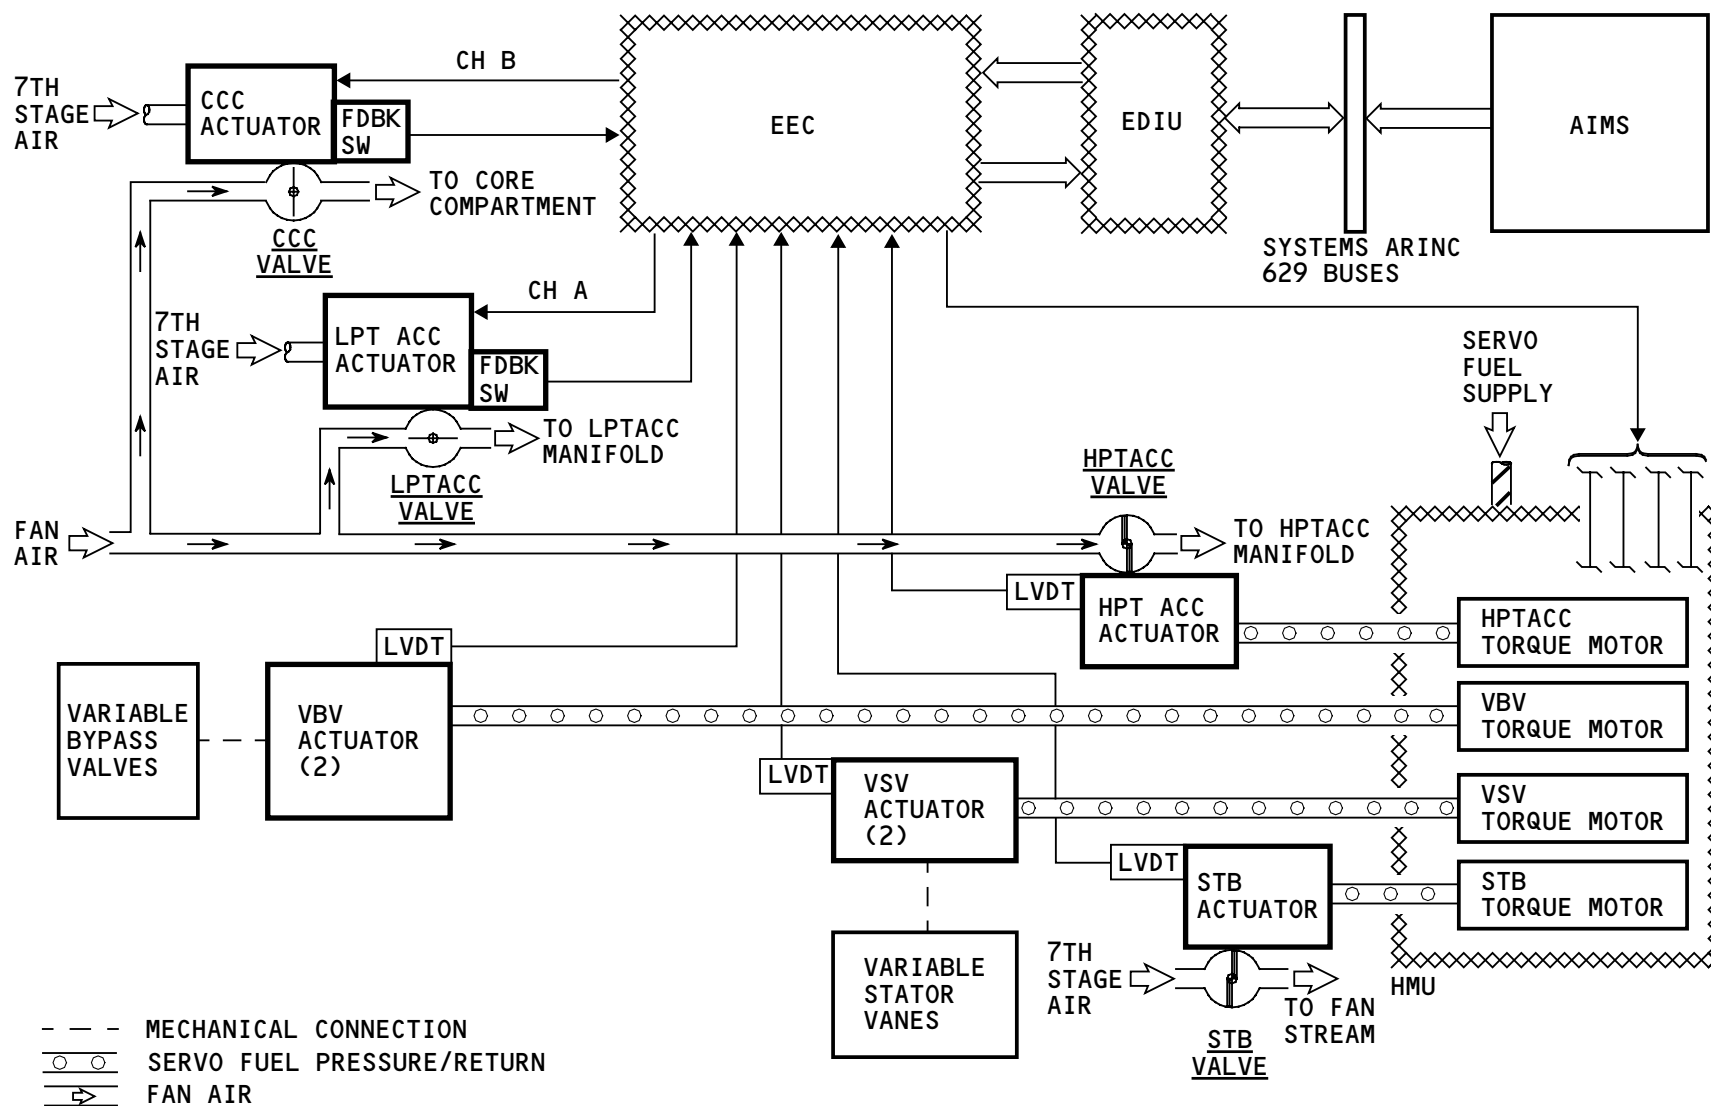 CH B
7TH
STAGE
AIR
CCC
ACTUATOR
FDBK
SW
EEC
EDIU
AIMS
TO CORE
COMPARTMENT
CCC
VALVE
SYSTEMS ARINC
629 BUSES
CH A
7TH
STAGE
AIR
LPT ACC
ACTUATOR
FDBK
SW
SERVO
FUEL
SUPPLY
TO LPTACC
MANIFOLD
LPTACC
VALVE
HPTACC
VALVE
FAN
AIR
TO HPTACC
MANIFOLD
LVDT
HPT ACC
ACTUATOR
HPTACC
TORQUE MOTOR
LVDT
VARIABLE
BYPASS
VALVES
VBV
ACTUATOR
(2)
VBV
TORQUE MOTOR
LVDT
VSV
ACTUATOR
(2)
VSV
TORQUE MOTOR
LVDT
STB
ACTUATOR
STB
TORQUE MOTOR
VARIABLE
STATOR
VANES
7TH
STAGE
AIR
TO FAN
STREAM
HMU
STB
VALVE
MECHANICAL CONNECTION
SERVO FUEL PRESSURE/RETURN
FAN AIR